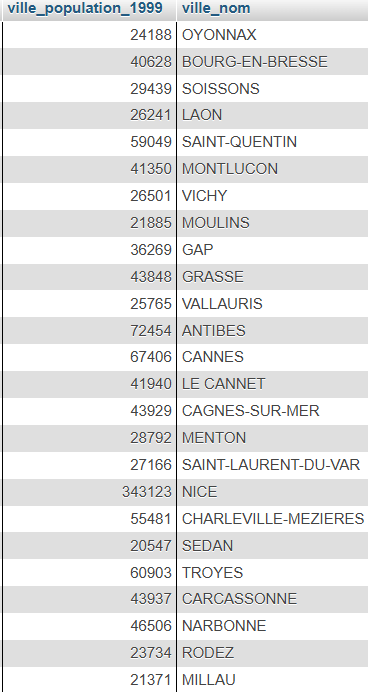 ville_population_1999 ville_nom
24188 OYONNAX
40628 BOURG-EN-BRESSE
29439 SOISSONS
26241 LAON
59049 SAINT-QUENTIN
41350 MONTLUCON
26501 VICHY
21885 MOULINS
36269 GAP
43848 GRASSE
25765 VALLAURIS
72454 ANTIBES
67406 CANNES
41940 LE CANNET
43929 CAGNES-SUR-MER
28792 MENTON
27166 SAINT-LAURENT-DU-VAR
343123 NICE
55481 CHARLEVILLE-MEZIERES
20547 SEDAN
60903 TROYES
43937 CARCASSONNE
46506 NARBONNE
23734 RODEZ
21371 MILLAU